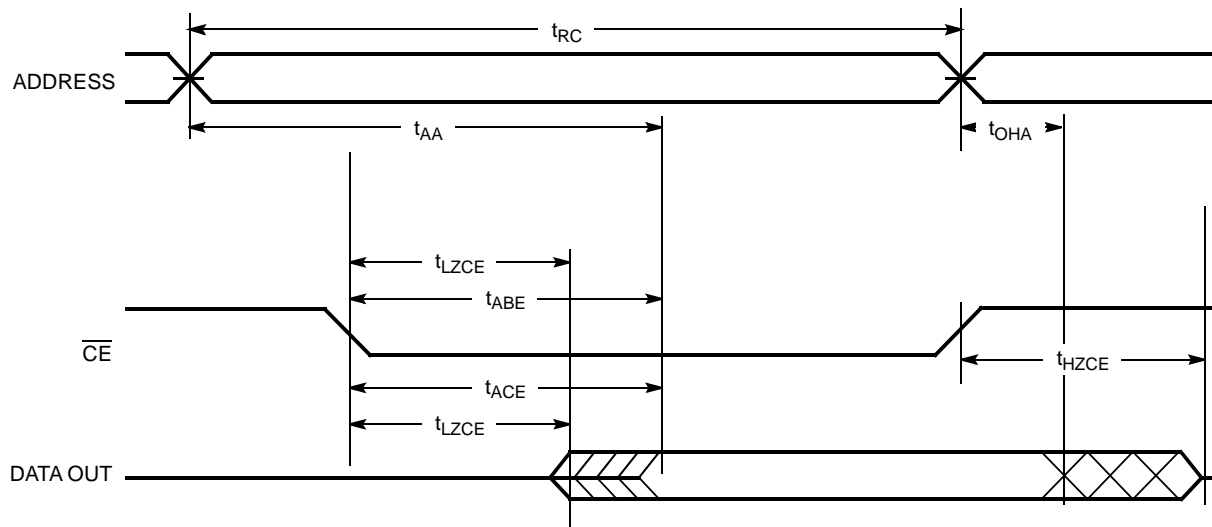 tRC
ADDRESS
tAA
tOHA
tLZCE
tABE
CE
tHZCE
tACE
tLZCE
DATA OUT